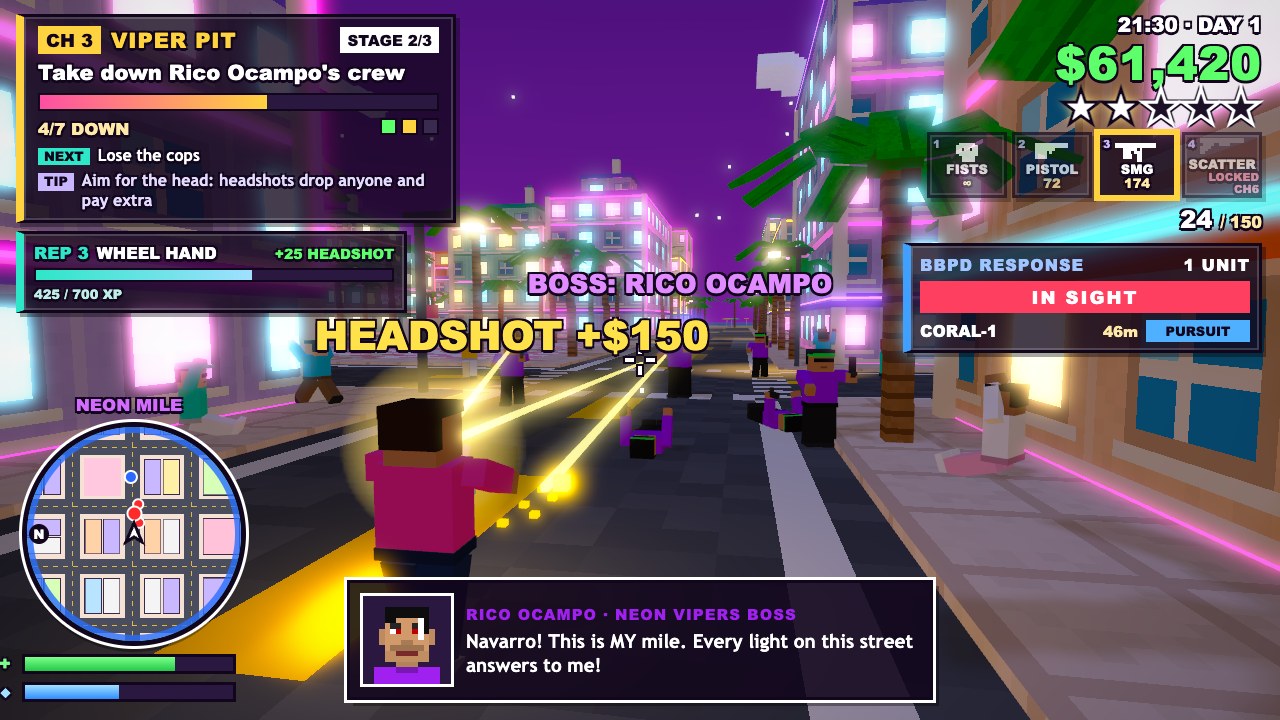 CH 3 VIPER PIT STAGE 2/3
Take down Rico Ocampo's crew
4/7 DOWN
NEXT Lose the cops
TIP Aim for the head: headshots drop anyone and
pay extra
REP 3 WHEEL HAND +25 HEADSHOT
425 / 700 XP
21:30 · DAY 1
$61,420
1 FISTS ∞
2 PISTOL 72
3 SMG 174
4 SCATTER LOCKED CH6
24 / 150
BBPD RESPONSE 1 UNIT
IN SIGHT
CORAL-1 46m PURSUIT
BOSS: RICO OCAMPO
HEADSHOT +$150
NEON MILE
N
RICO OCAMPO · NEON VIPERS BOSS
Navarro! This is MY mile. Every light on this street
answers to me!